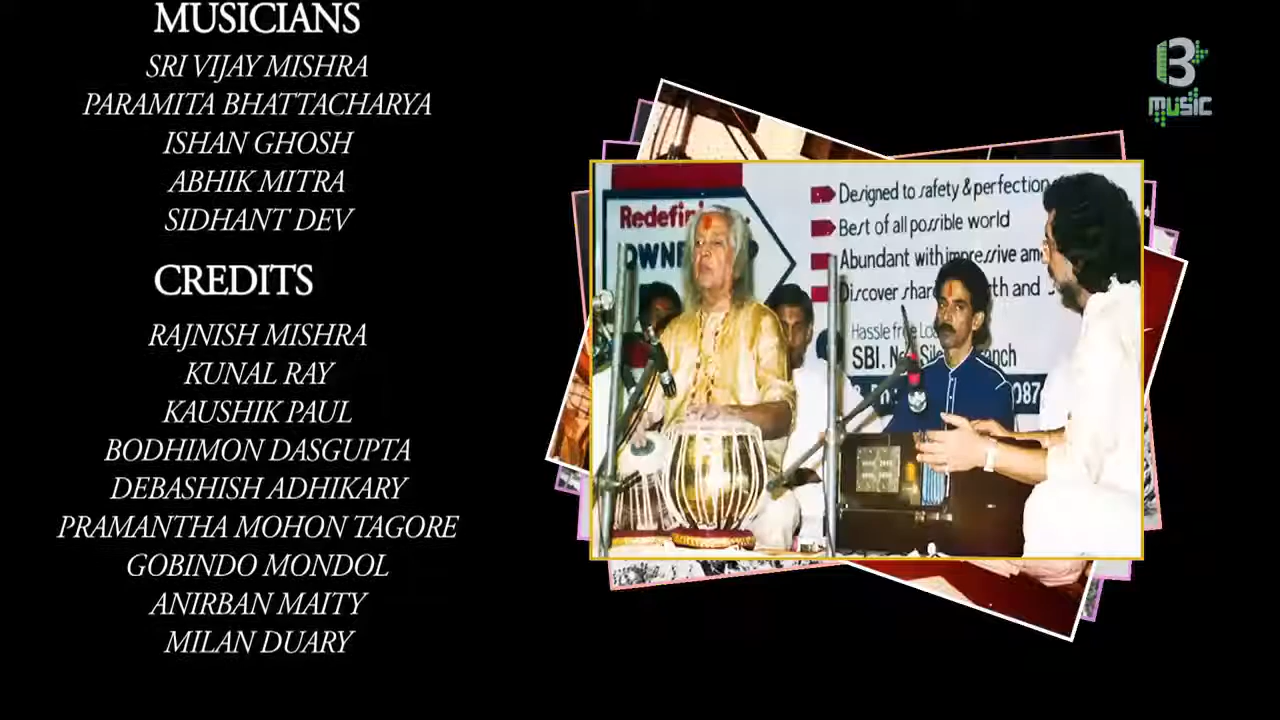 MUSICIANS
SRI VIJAY MISHRA
PARAMITA BHATTACHARYA
ISHAN GHOSH
ABHIK MITRA
SIDHANT DEV
CREDITS
RAJNISH MISHRA
KUNAL RAY
KAUSHIK PAUL
BODHIMON DASGUPTA
DEBASHISH ADHIKARY
PRAMANTHA MOHON TAGORE
GOBINDO MONDOL
ANIRBAN MAITY
MILAN DUARY
B
MUSIC
Designed to safety & perfection
Best of all possible world
Abundant with impressive
Discover and
Hassle free
SBI.